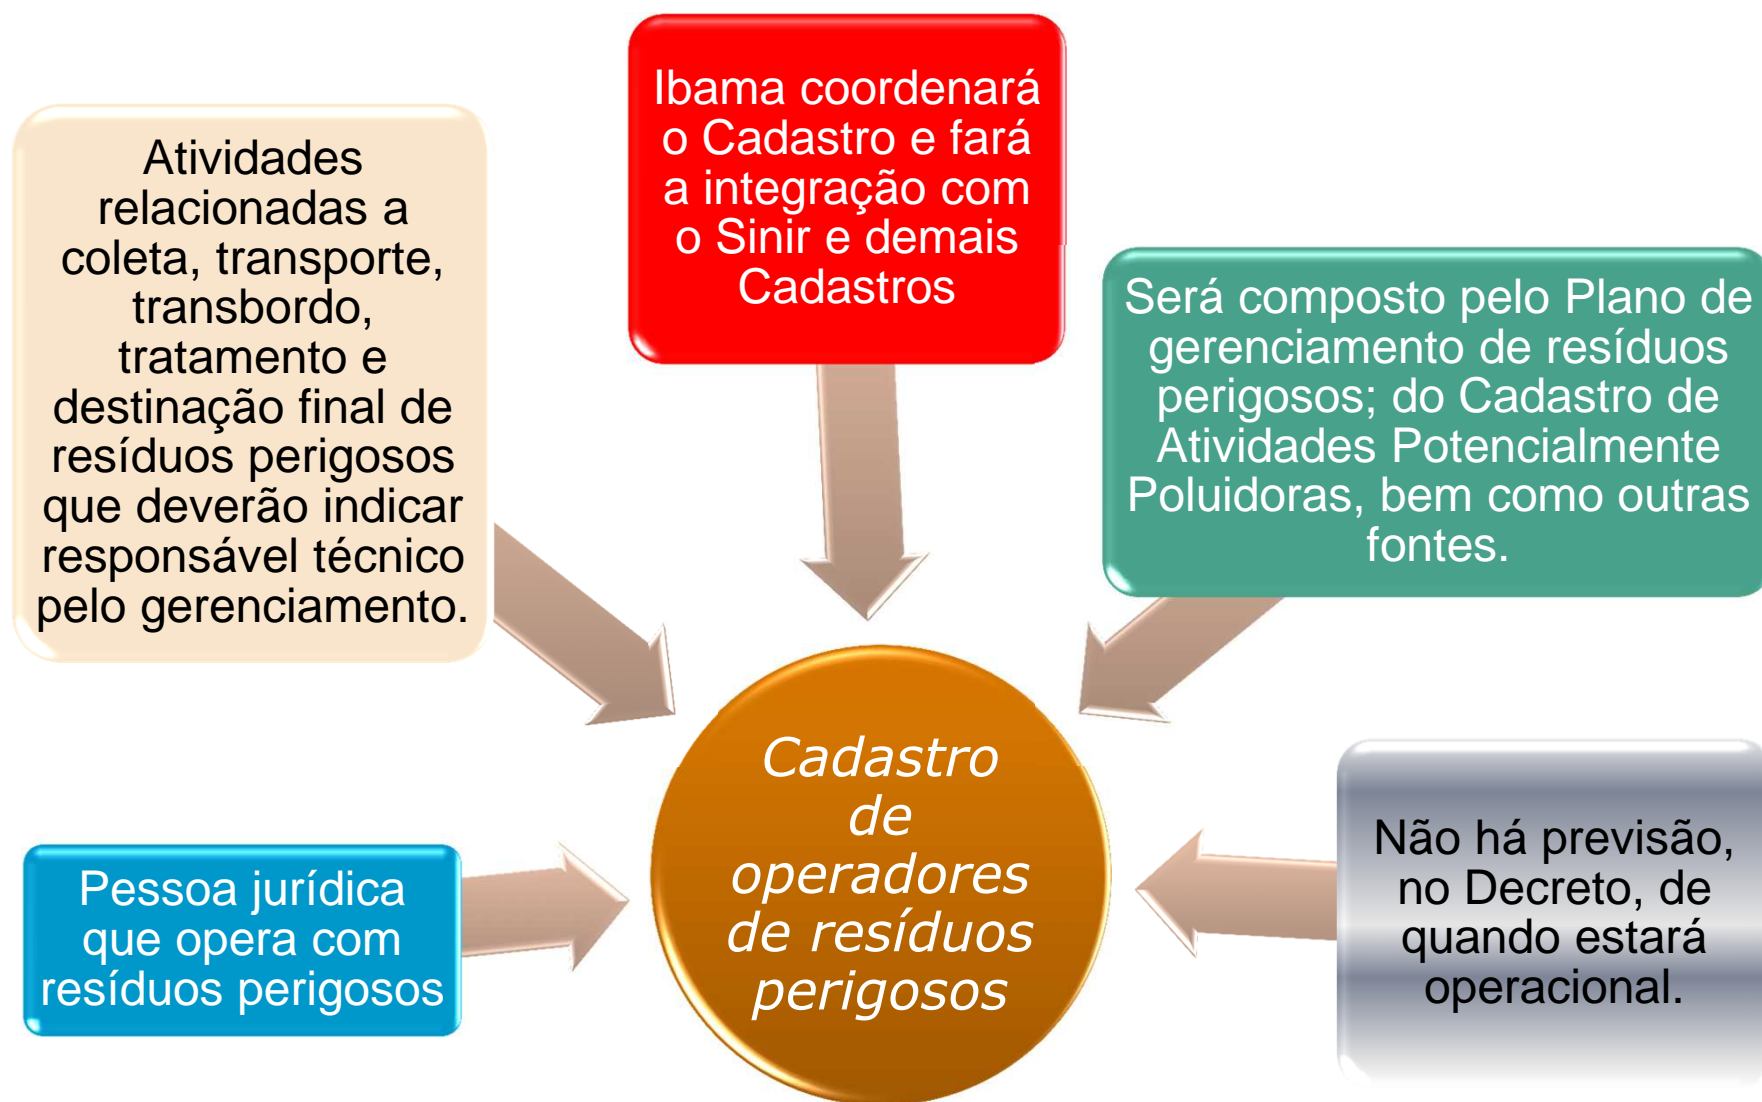 Ibama coordenará
o Cadastro e fará
a integração com
o Sinir e demais
Cadastros
Atividades
relacionadas a
coleta, transporte,
transbordo,
tratamento e
destinação final de
resíduos perigosos
que deverão indicar
responsável técnico
pelo gerenciamento.
Será composto pelo Plano de
gerenciamento de resíduos
perigosos; do Cadastro de
Atividades Potencialmente
Poluidoras, bem como outras
fontes.
Pessoa jurídica
que opera com
resíduos perigosos
Cadastro
de
operadores
de resíduos
perigosos
Não há previsão,
no Decreto, de
quando estará
operacional.